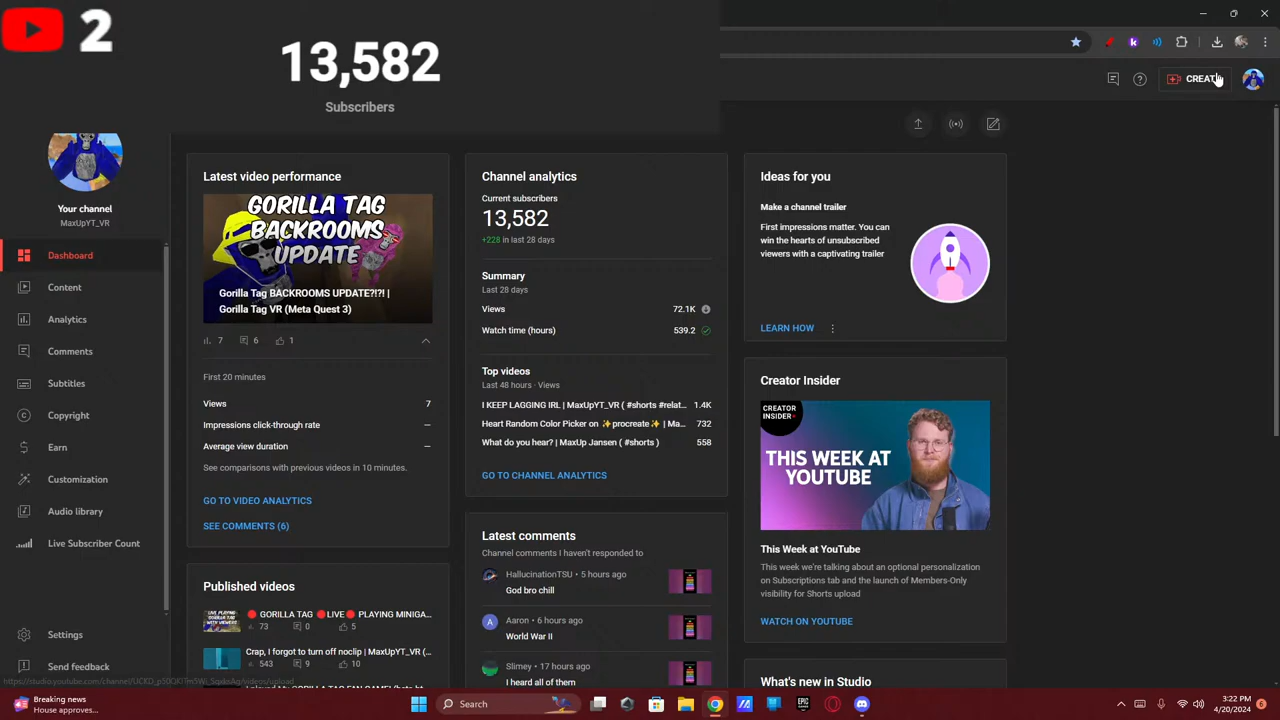 2
13,582
Subscribers
CREAT
Your channel
MaxUpYT_VR
Dashboard
Content
Analytics
Comments
Subtitles
Copyright
Earn
Customization
Audio library
Live Subscriber Count
Settings
Send feedback
Latest video performance
GORILLA TAG
BACKROOMS
UPDATE
Gorilla Tag BACKROOMS UPDATE?!?! |
Gorilla Tag VR (Meta Quest 3)
7 6 1
First 20 minutes
Views 7
Impressions click-through rate —
Average view duration —
See comparisons with previous videos in 10 minutes.
GO TO VIDEO ANALYTICS
SEE COMMENTS (6)
Published videos
🔴 GORILLA TAG 🔴LIVE🔴 PLAYING MINIGA...
73 0 5
Crap, I forgot to turn off noclip | MaxUpYT_VR (...
543 9 10
Channel analytics
Current subscribers
13,582
+228 in last 28 days
Summary
Last 28 days
Views 72.1K
Watch time (hours) 539.2
Top videos
Last 48 hours · Views
I KEEP LAGGING IRL | MaxUpYT_VR ( #shorts #relat... 1.4K
Heart Random Color Picker on ✨procreate✨ | Ma... 732
What do you hear? | MaxUp Jansen ( #shorts ) 558
GO TO CHANNEL ANALYTICS
Latest comments
Channel comments I haven't responded to
HallucinationTSU • 5 hours ago
God bro chill
A Aaron • 6 hours ago
World War II
Slimey • 17 hours ago
I heard all of them
Ideas for you
Make a channel trailer
First impressions matter. You can
win the hearts of unsubscribed
viewers with a captivating trailer
LEARN HOW
Creator Insider
CREATOR
INSIDER
THIS WEEK AT
YOUTUBE
This Week at YouTube
This week we're talking about an optional personalization
on Subscriptions tab and the launch of Members-Only
visibility for Shorts upload
WATCH ON YOUTUBE
What's new in Studio
Breaking news
House approves...
Search
3:22 PM
4/20/2024